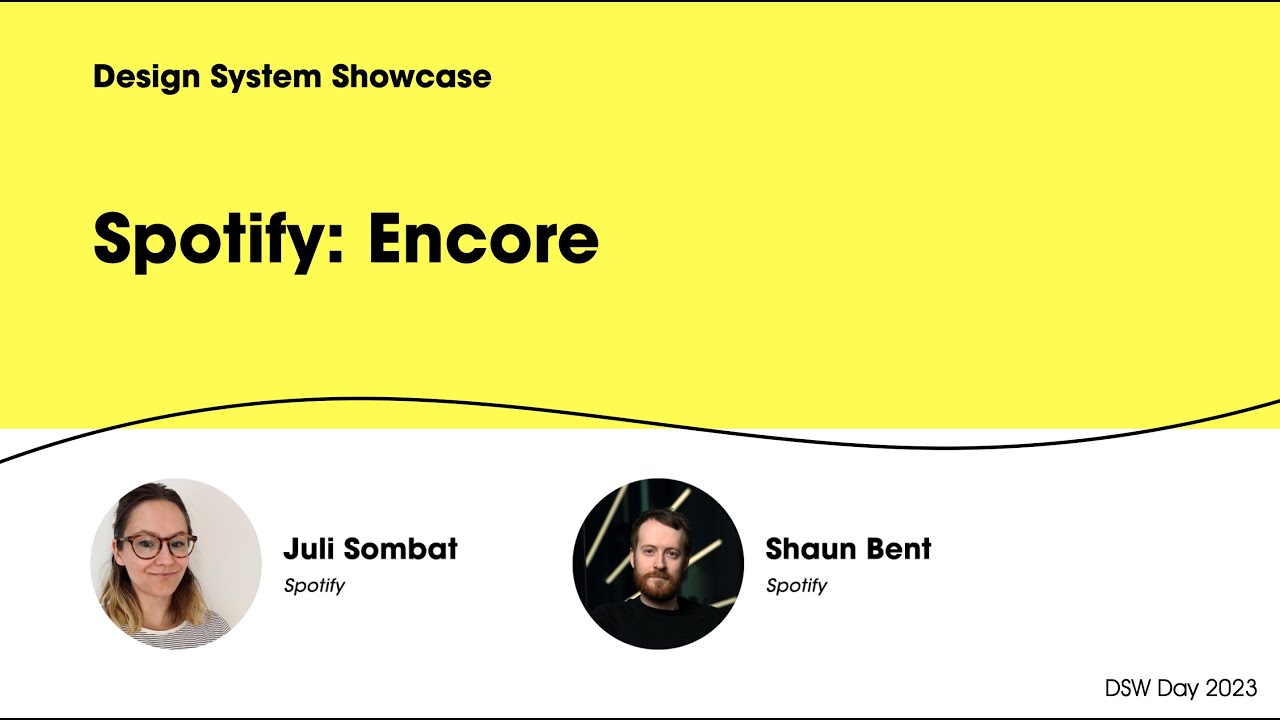 Design System Showcase
Spotify: Encore
Juli Sombat
Spotify
Shaun Bent
Spotify
DSW Day 2023